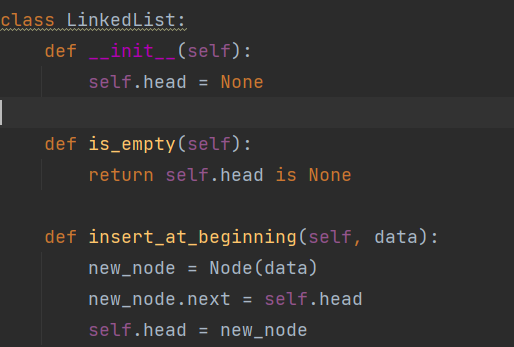 class LinkedList:
    def __init__(self):
        self.head = None

    def is_empty(self):
        return self.head is None

    def insert_at_beginning(self, data):
        new_node = Node(data)
        new_node.next = self.head
        self.head = new_node